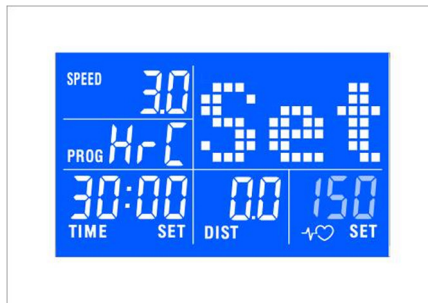 SPEED 3.0
Set
PROG HrC
30:00 0.0 150
TIME SET DIST SET